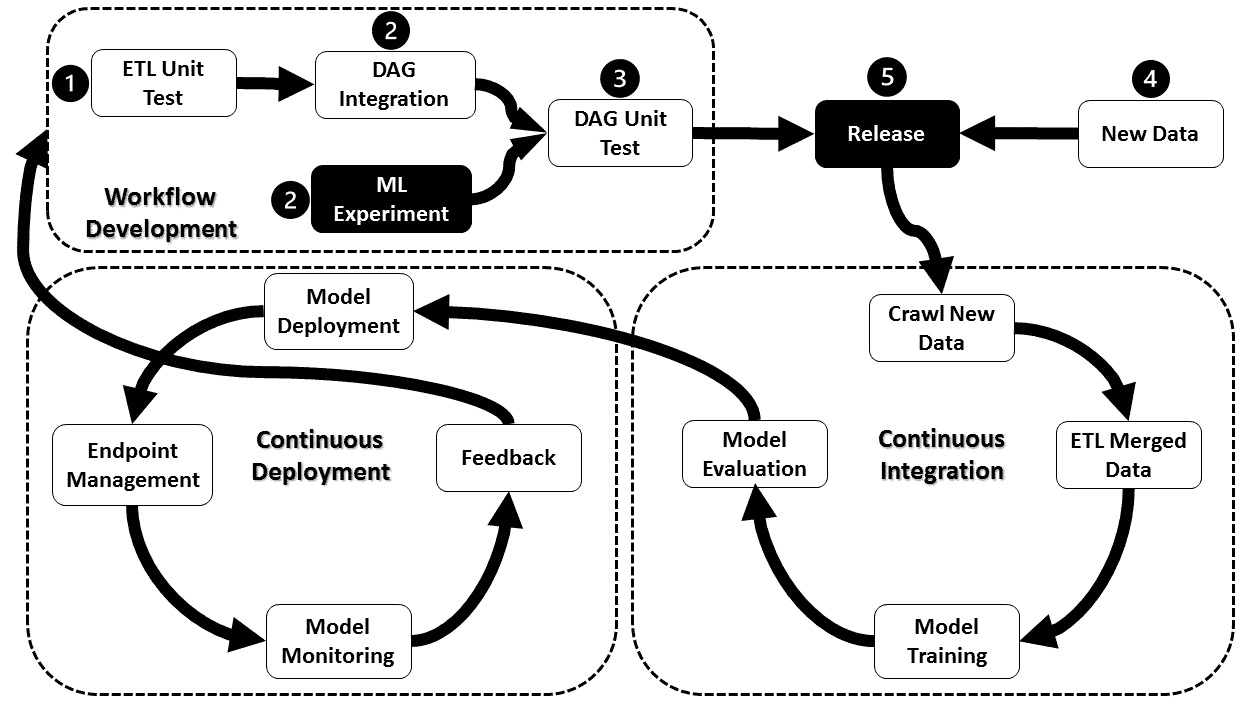 1
ETL Unit
Test
2
DAG
Integration
2
ML
Experiment
3
DAG Unit
Test
Workflow
Development
5
Release
4
New Data
Crawl New
Data
ETL Merged
Data
Model
Training
Model
Evaluation
Continuous
Integration
Model
Deployment
Endpoint
Management
Model
Monitoring
Feedback
Continuous
Deployment